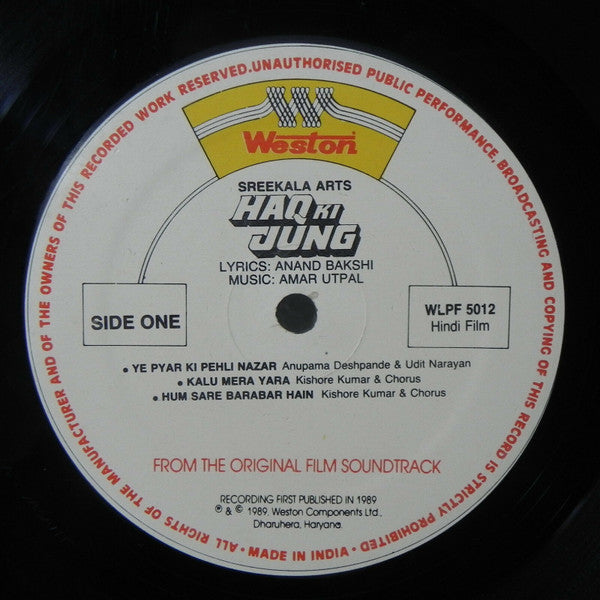 ALL RIGHTS OF THE MANUFACTURER AND OF THE OWNERS OF THIS RECORDED WORK RESERVED.UNAUTHORISED PUBLIC PERFORMANCE, BROADCASTING AND COPYING OF THIS RECORD IS STRICTLY PROHIBITED • MADE IN INDIA •
W
Weston
SREEKALA ARTS
HAQ KI
JUNG
LYRICS: ANAND BAKSHI
MUSIC: AMAR UTPAL
SIDE ONE
WLPF 5012
Hindi Film
• YE PYAR KI PEHLI NAZAR Anupama Deshpande & Udit Narayan
• KALU MERA YARA Kishore Kumar & Chorus
• HUM SARE BARABAR HAIN Kishore Kumar & Chorus
FROM THE ORIGINAL FILM SOUNDTRACK
RECORDING FIRST PUBLISHED IN 1989
℗ & © 1989, Weston Components Ltd.,
Dharuhera, Haryana.